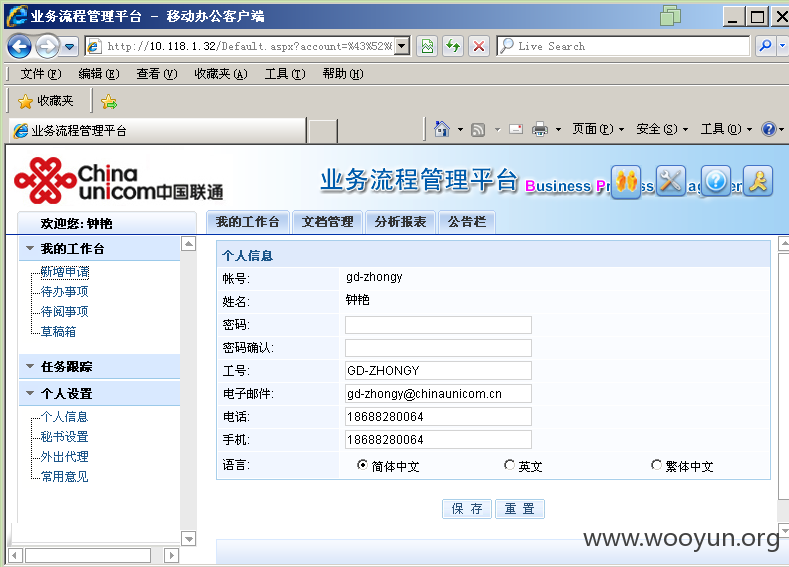 业务流程管理平台 - 移动办公客户端
http://10.118.1.32/Default.aspx?account=%43%52%
Live Search
文件(F) 编辑(E) 查看(V) 收藏夹(A) 工具(T) 帮助(H)
收藏夹
业务流程管理平台
页面(P) 安全(S) 工具(O)
China unicom中国联通
业务流程管理平台 Business Pr
欢迎您: 钟艳
我的工作台 文档管理 分析报表 公告栏
我的工作台
新增申请
待办事项
待阅事项
草稿箱
任务跟踪
个人设置
个人信息
秘书设置
外出代理
常用意见
个人信息
帐号: gd-zhongy
姓名: 钟艳
密码:
密码确认:
工号: GD-ZHONGY
电子邮件: gd-zhongy@chinaunicom.cn
电话: 18688280064
手机: 18688280064
语言: 简体中文 英文 繁体中文
保存 重置
www.wooyun.org